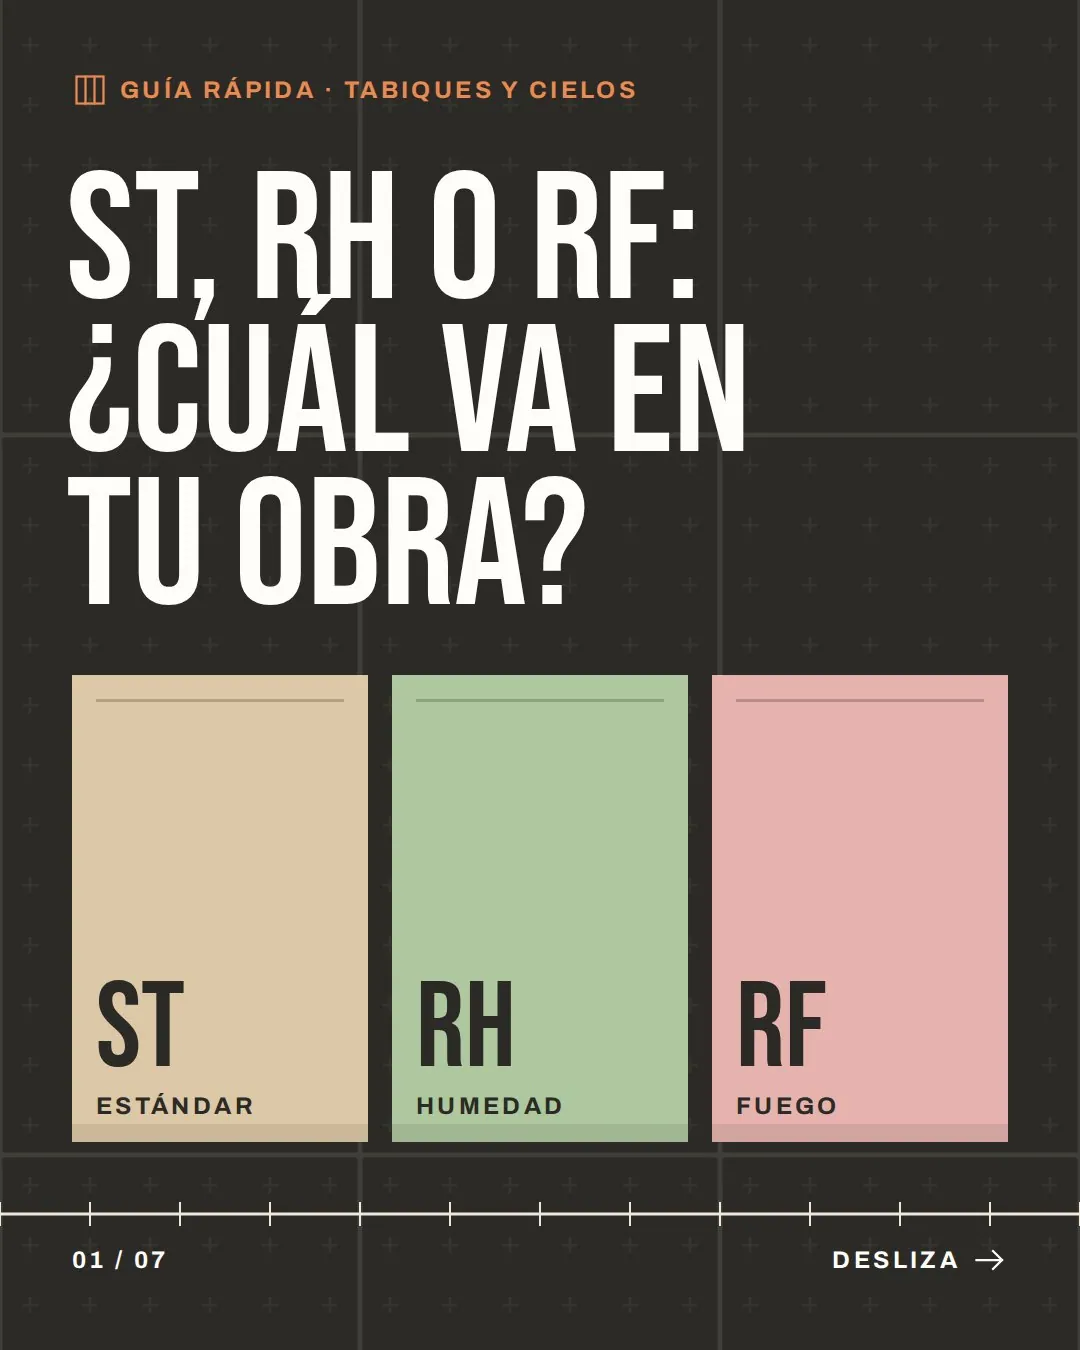 GUÍA RÁPIDA · TABIQUES Y CIELOS
ST, RH O RF:
¿CUÁL VA EN
TU OBRA?
ST
ESTÁNDAR
RH
HUMEDAD
RF
FUEGO
01 / 07
DESLIZA →